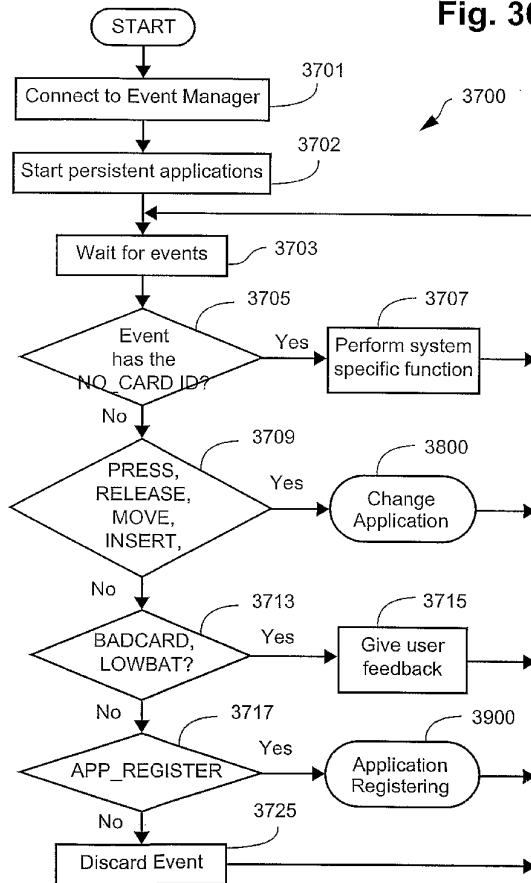 Fig. 36
START
3701
Connect to Event Manager
3700
3702
Start persistent applications
Wait for events
3703
3705
3707
Event
has the
NO_CARD ID?
Yes
Perform system
specific function
No
3709
3800
PRESS,
RELEASE,
MOVE,
INSERT,
Yes
Change
Application
No
3713
3715
BADCARD,
LOWBAT?
Yes
Give user
feedback
No
3717
3900
APP_REGISTER
Yes
Application
Registering
No
3725
Discard Event